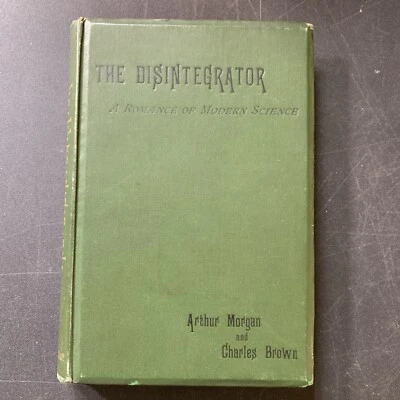 THE DISINTEGRATOR
A ROMANCE OF MODERN SCIENCE
Arthur Morgan
and
Charles Brown